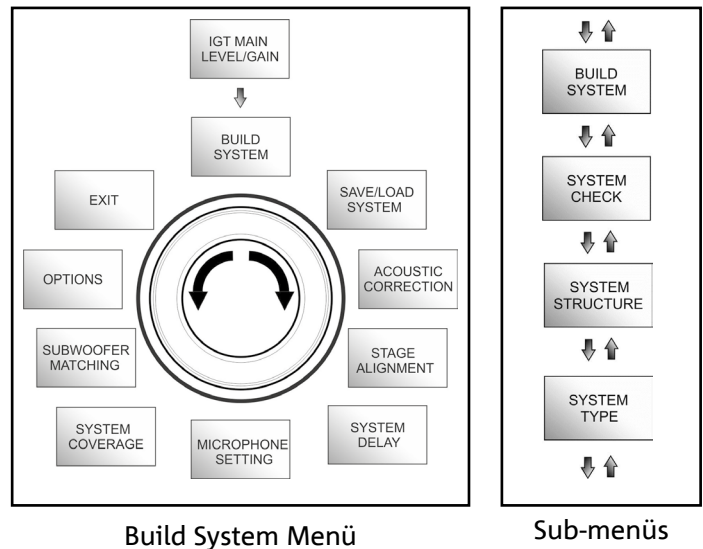 IGT MAIN
LEVEL/GAIN
BUILD
SYSTEM
SAVE/LOAD
SYSTEM
ACOUSTIC
CORRECTION
STAGE
ALIGNMENT
SYSTEM
DELAY
MICROPHONE
SETTING
SYSTEM
COVERAGE
SUBWOOFER
MATCHING
OPTIONS
EXIT
Build System Menü
BUILD
SYSTEM
SYSTEM
CHECK
SYSTEM
STRUCTURE
SYSTEM
TYPE
Sub-menüs